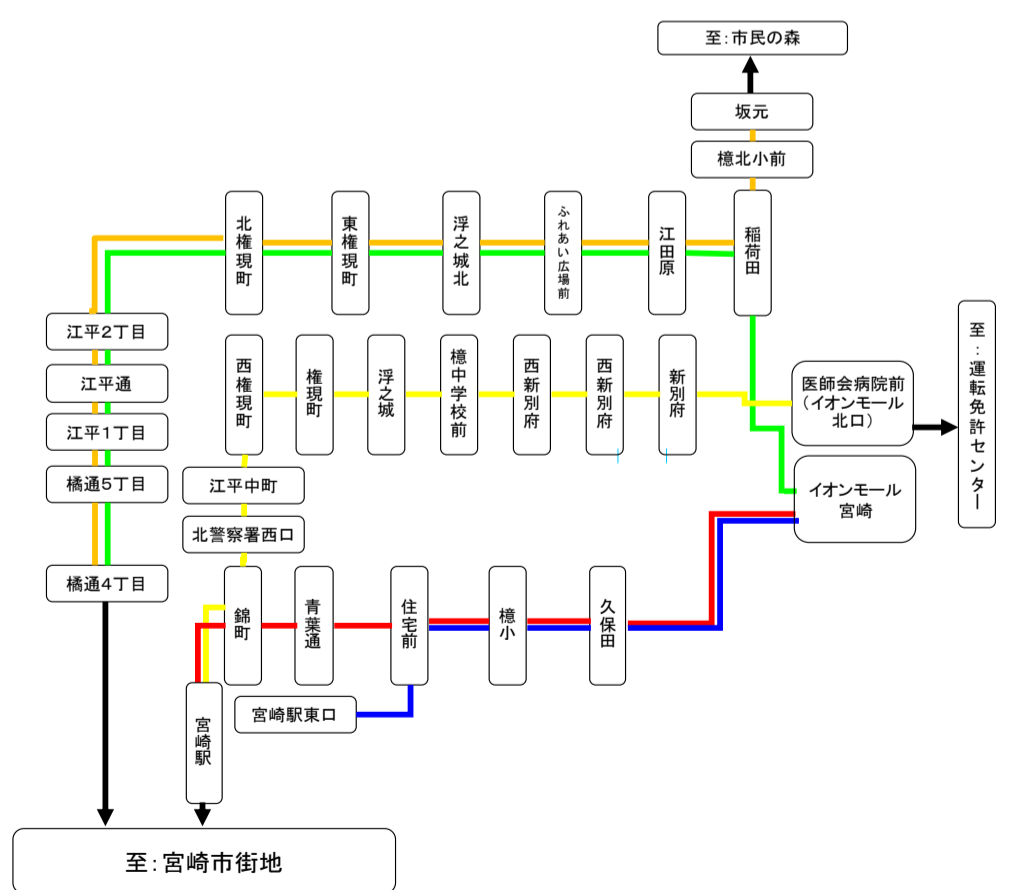 至:市民の森
坂元
檍北小前
北権現町
東権現町
浮之城北
ふれあい広場前
江田原
稲荷田
江平2丁目
江平通
江平1丁目
橘通5丁目
橘通4丁目
西権現町
権現町
浮之城
檍中学校前
西新別府
西新別府
新別府
医師会病院前
(イオンモール
北口)
至:運転免許センター
江平中町
北警察署西口
イオンモール
宮崎
錦町
青葉通
住宅前
檍小
久保田
宮崎駅東口
宮崎駅
至:宮崎市街地